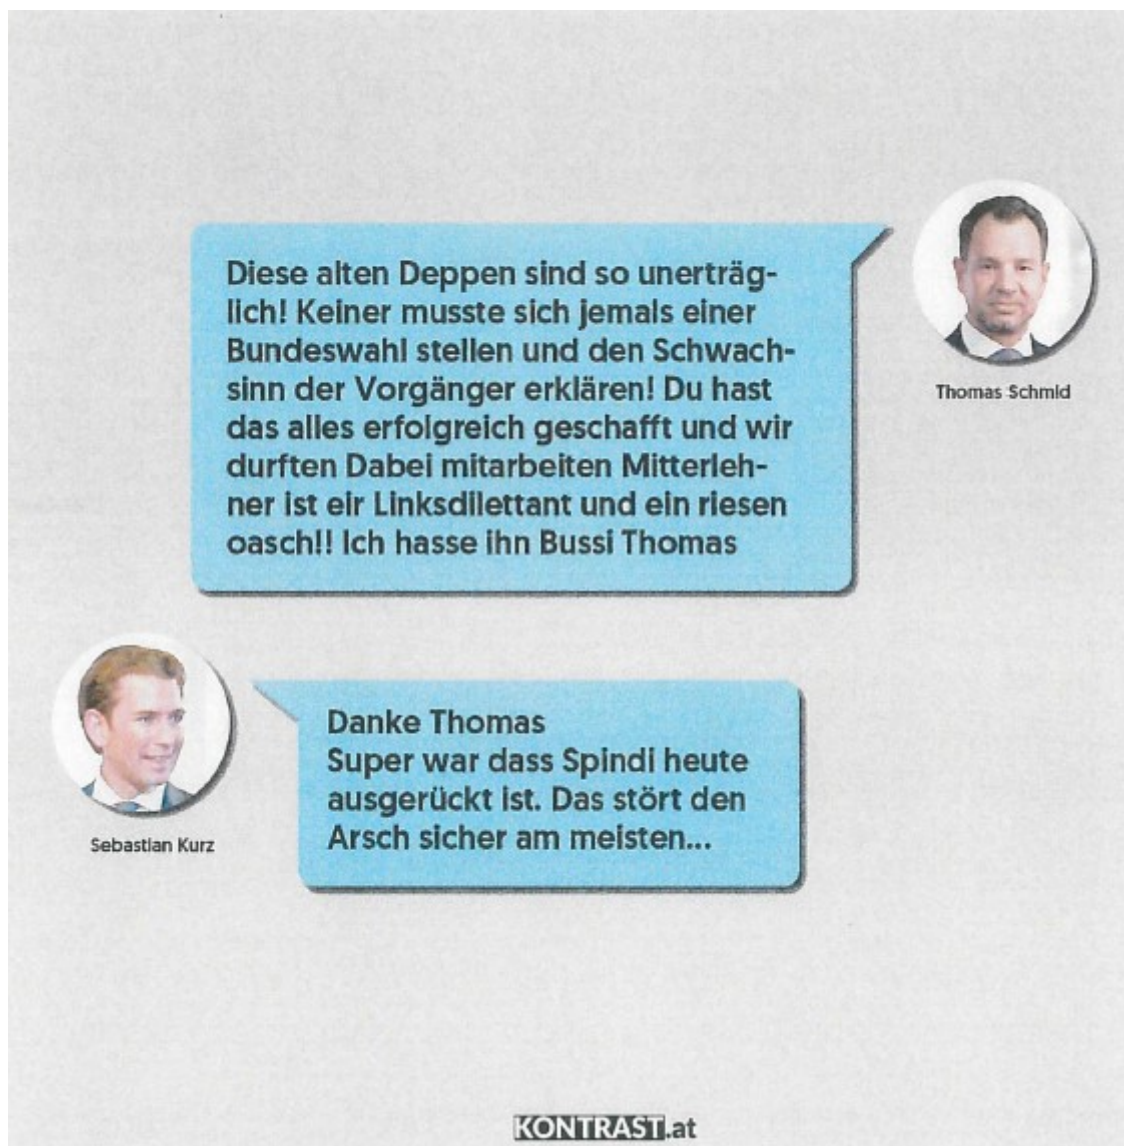 Diese alten Deppen sind so unerträg-
lich! Keiner musste sich jemals einer
Bundeswahl stellen und den Schwach-
sinn der Vorgänger erklären! Du hast
das alles erfolgreich geschafft und wir
durften Dabei mitarbeiten Mitterleh-
ner ist eir Linksdilettant und ein riesen
oasch!! Ich hasse ihn Bussi Thomas
Thomas Schmid
Danke Thomas
Super war dass Spindi heute
ausgerückt ist. Das stört den
Arsch sicher am meisten...
Sebastian Kurz
KONTRAST.at